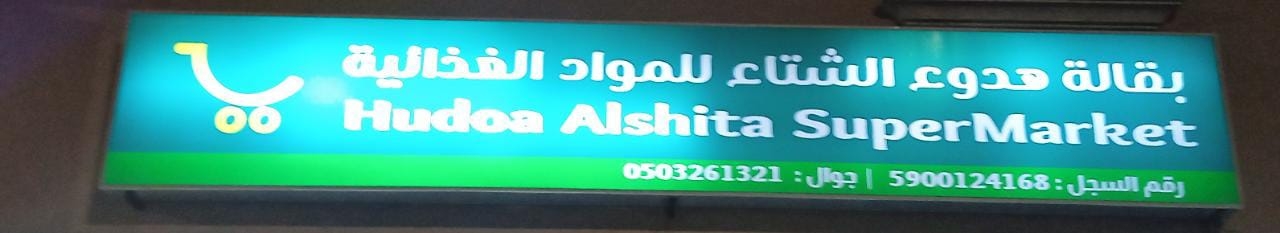 بقالة هدوء الشتاء للمواد الغذائية
Hudoa Alshita SuperMarket
رقم السجل : 5900124168 | جوال : 0503261321